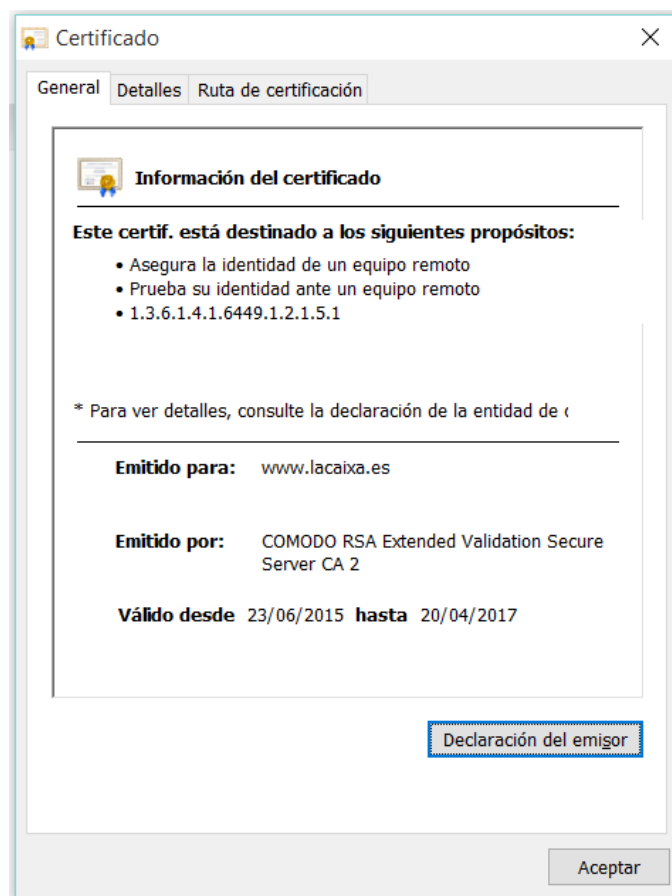 Certificado
General Detalles Ruta de certificación
Información del certificado
Este certif. está destinado a los siguientes propósitos:
• Asegura la identidad de un equipo remoto
• Prueba su identidad ante un equipo remoto
• 1.3.6.1.4.1.6449.1.2.1.5.1
* Para ver detalles, consulte la declaración de la entidad de c
Emitido para: www.lacaixa.es
Emitido por: COMODO RSA Extended Validation Secure
Server CA 2
Válido desde 23/06/2015 hasta 20/04/2017
Declaración del emisor
Aceptar